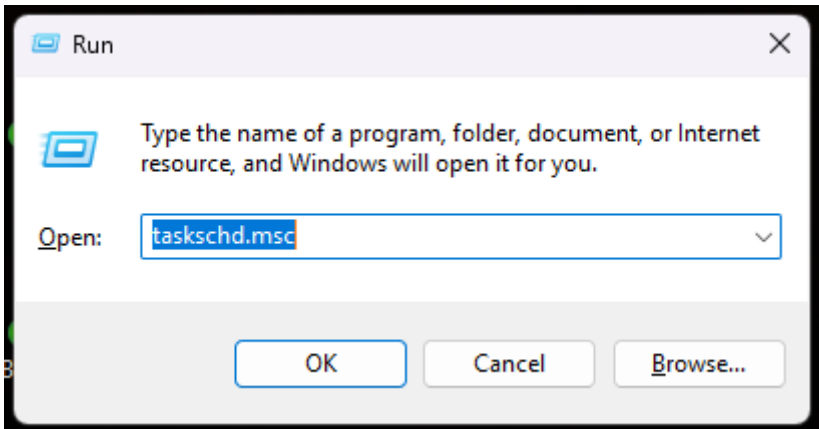 Run
Type the name of a program, folder, document, or Internet
resource, and Windows will open it for you.
Open: taskschd.msc
OK Cancel Browse...